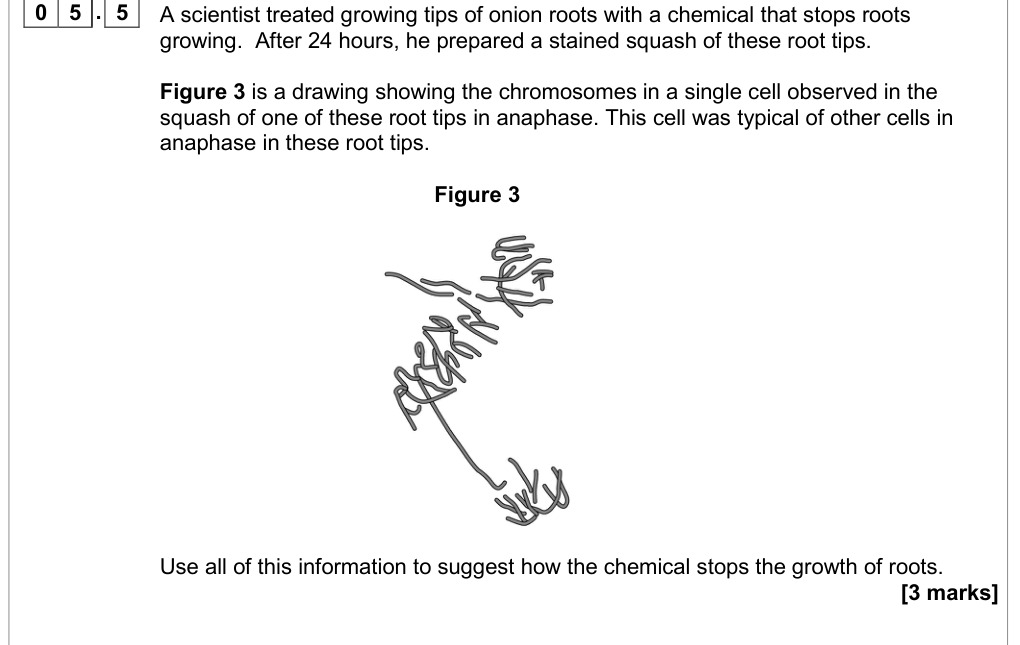 0 5 . 5 A scientist treated growing tips of onion roots with a chemical that stops roots
growing. After 24 hours, he prepared a stained squash of these root tips.
Figure 3 is a drawing showing the chromosomes in a single cell observed in the
squash of one of these root tips in anaphase. This cell was typical of other cells in
anaphase in these root tips.
Figure 3
Use all of this information to suggest how the chemical stops the growth of roots.
[3 marks]